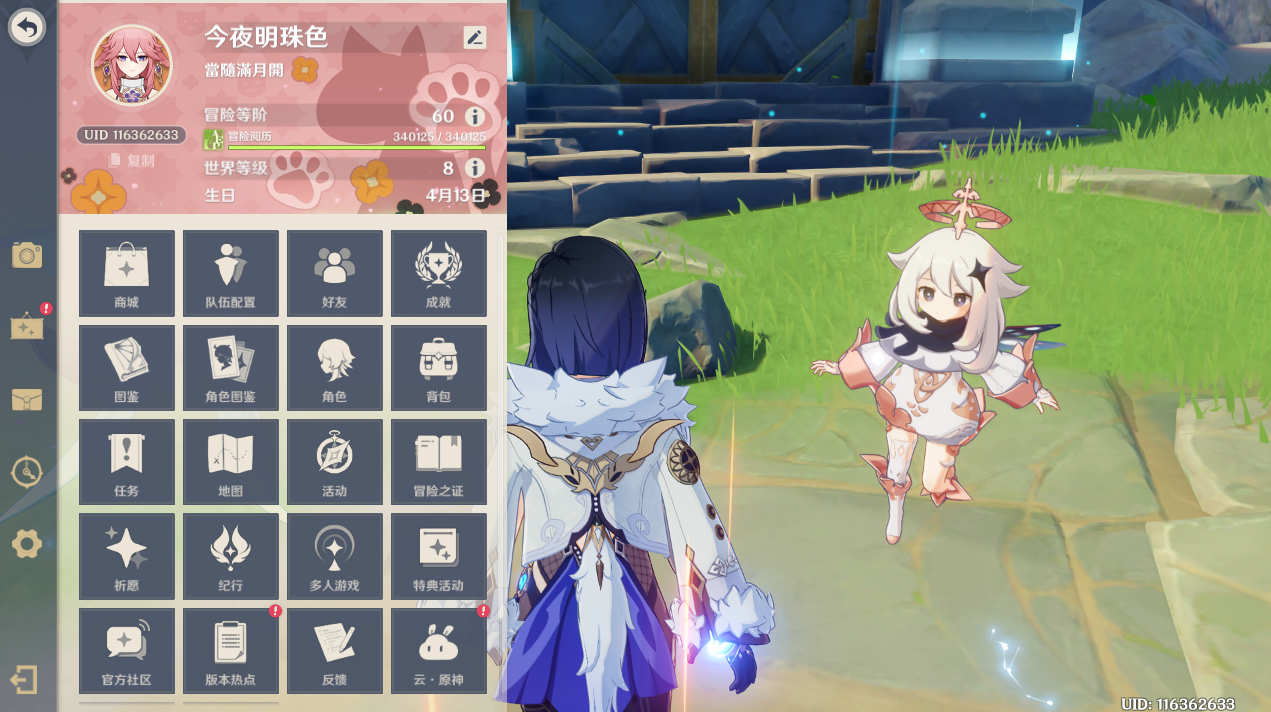 今夜明珠色
當隨滿月開
UID 116362633
复制
冒险等阶 60
冒险阅历 340125 / 340125
世界等级 8
生日 4月13日
商城 队伍配置 好友 成就
图鉴 角色图鉴 角色 背包
任务 地图 活动 冒险之证
祈愿 纪行 多人游戏 特典活动
官方社区 版本热点 反馈 云·原神
UID: 116362633